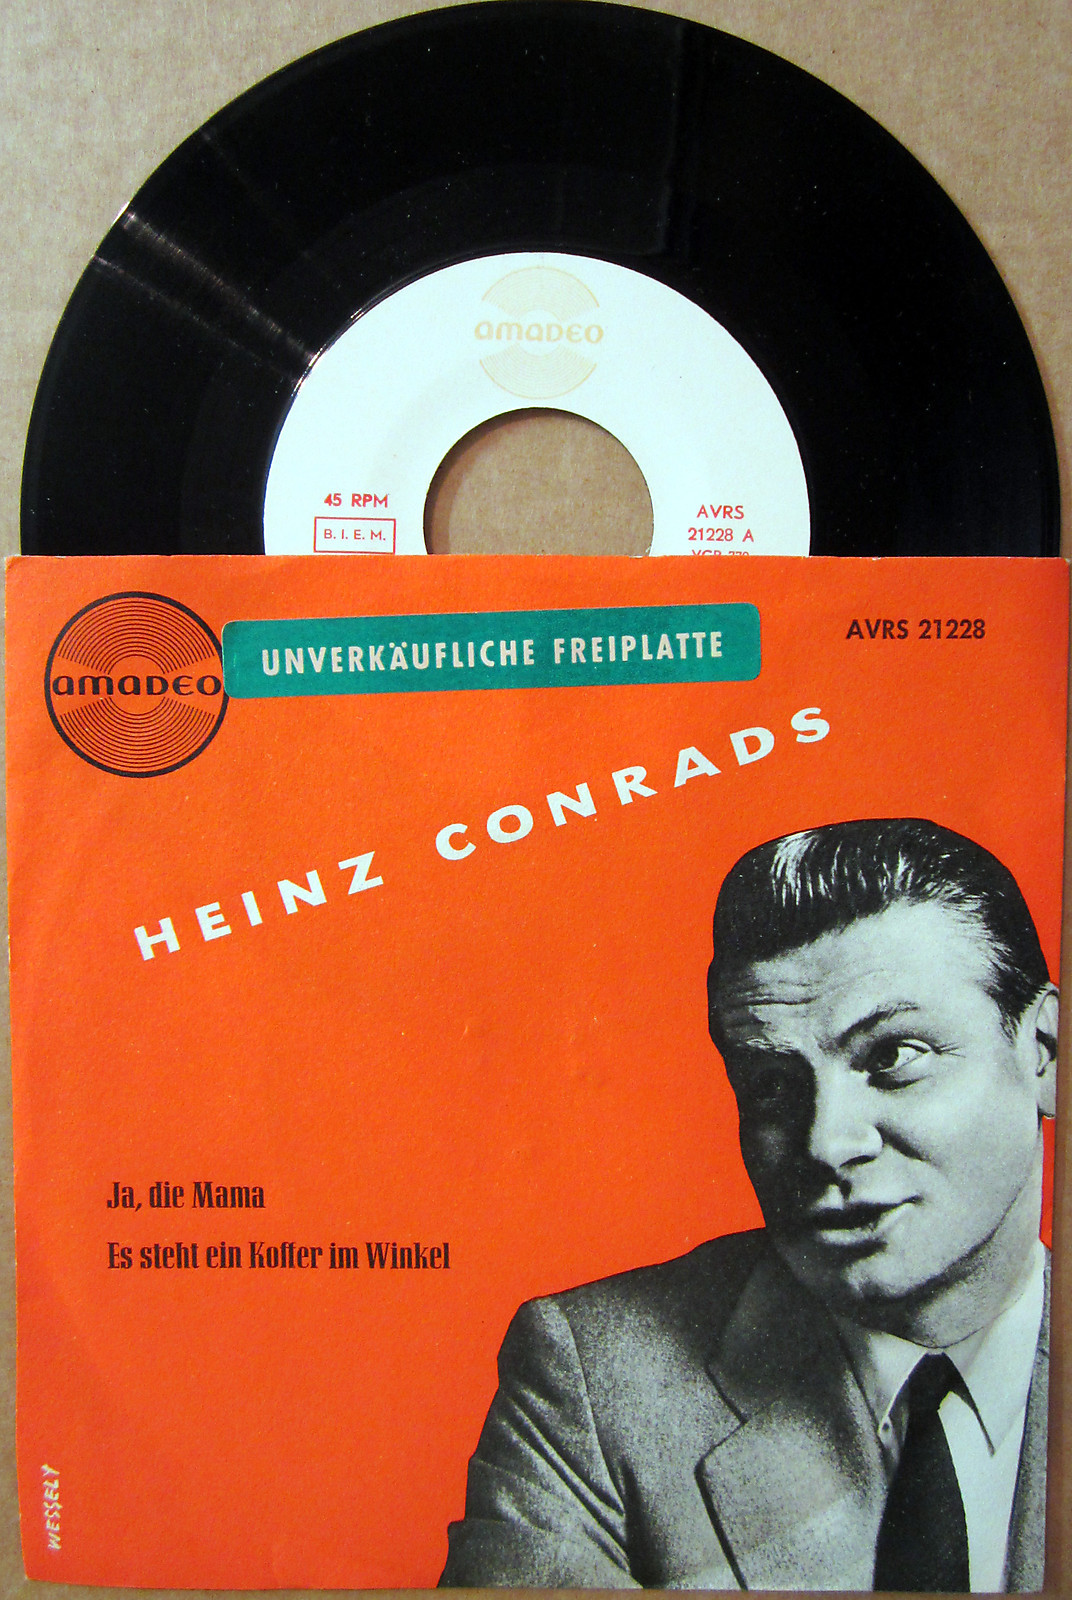 amadeo
45 RPM
B. I. E. M.
AVRS
21228 A
amadeo
UNVERKÄUFLICHE FREIPLATTE
AVRS 21228
HEINZ CONRADS
Ja, die Mama
Es steht ein Koffer im Winkel
WESSELY